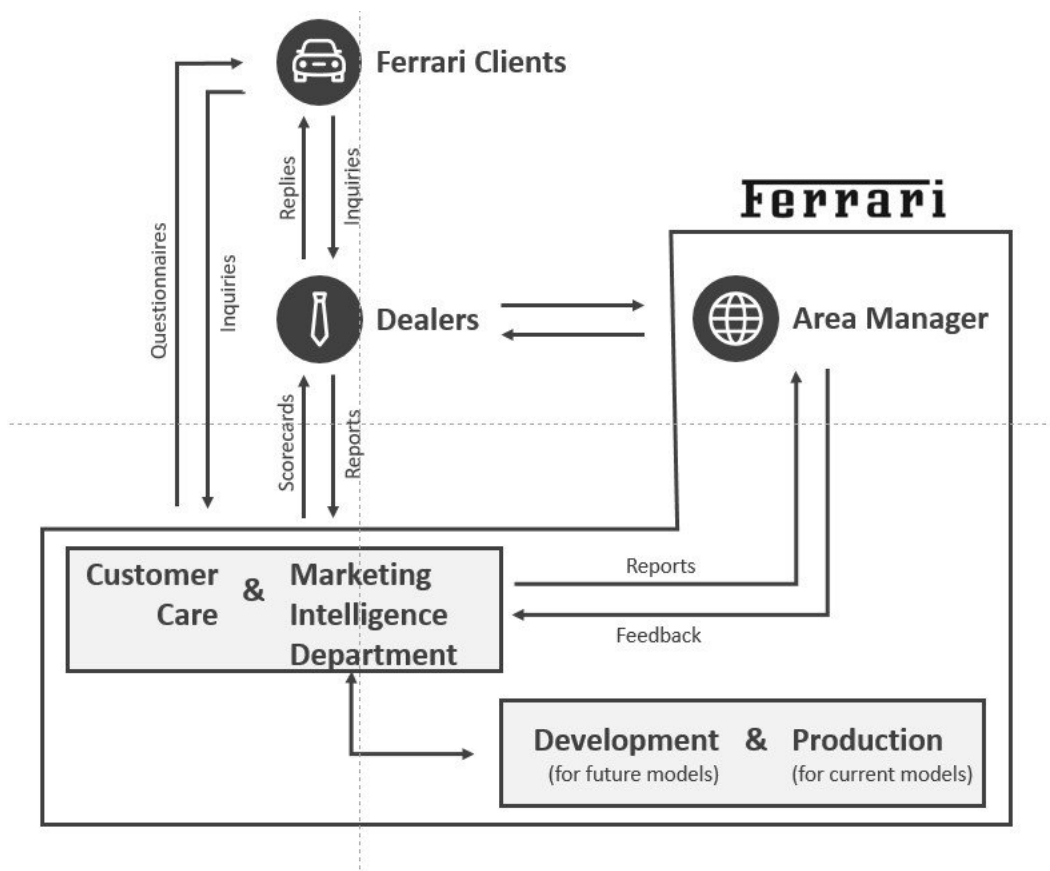 Ferrari Clients
Replies
Inquiries
Questionnaires
Inquiries
Ferrari
Dealers
Area Manager
Scorecards
Reports
Customer
Care
&
Marketing
Intelligence
Department
Reports
Feedback
Development & Production
(for future models) (for current models)